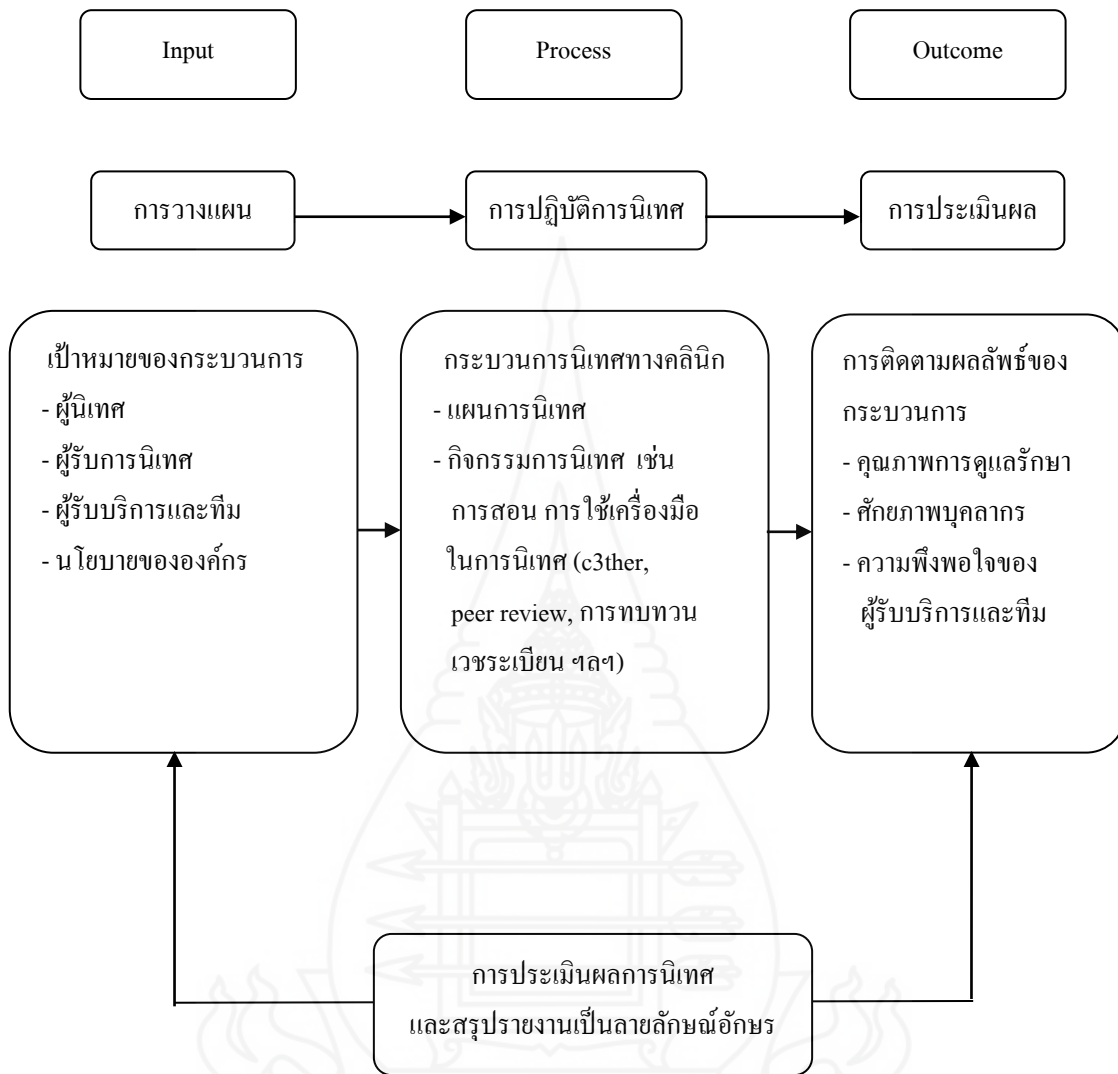 Input
Process
Outcome
การวางแผน
การปฏิบัติการนิเทศ
การประเมินผล
เป้าหมายของกระบวนการ
- ผู้นิเทศ
- ผู้รับการนิเทศ
- ผู้รับบริการและทีม
- นโยบายขององค์กร
กระบวนการนิเทศทางคลินิก
- แผนการนิเทศ
- กิจกรรมการนิเทศ เช่น
การสอน การใช้เครื่องมือ
ในการนิเทศ (c3ther,
peer review, การทบทวน
เวชระเบียน ฯลฯ)
การติดตามผลลัพธ์ของ
กระบวนการ
- คุณภาพการดูแลรักษา
- ศักยภาพบุคลากร
- ความพึงพอใจของ
ผู้รับบริการและทีม
การประเมินผลการนิเทศ
และสรุปรายงานเป็นลายลักษณ์อักษร